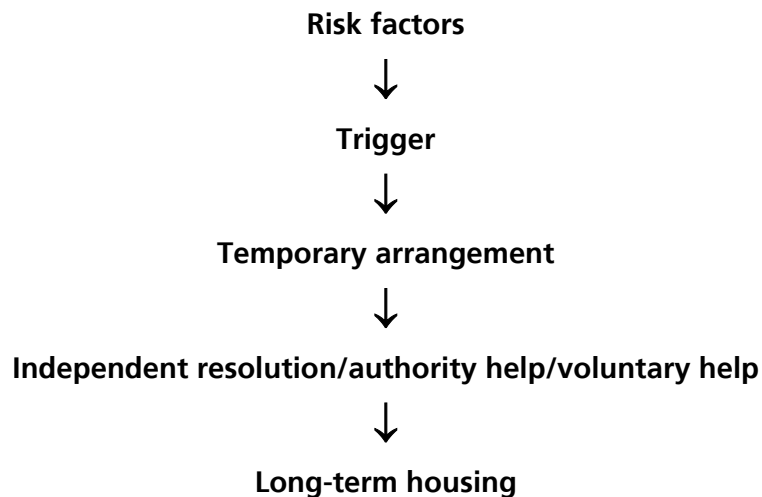 Risk factors
Trigger
Temporary arrangement
Independent resolution/authority help/voluntary help
Long-term housing